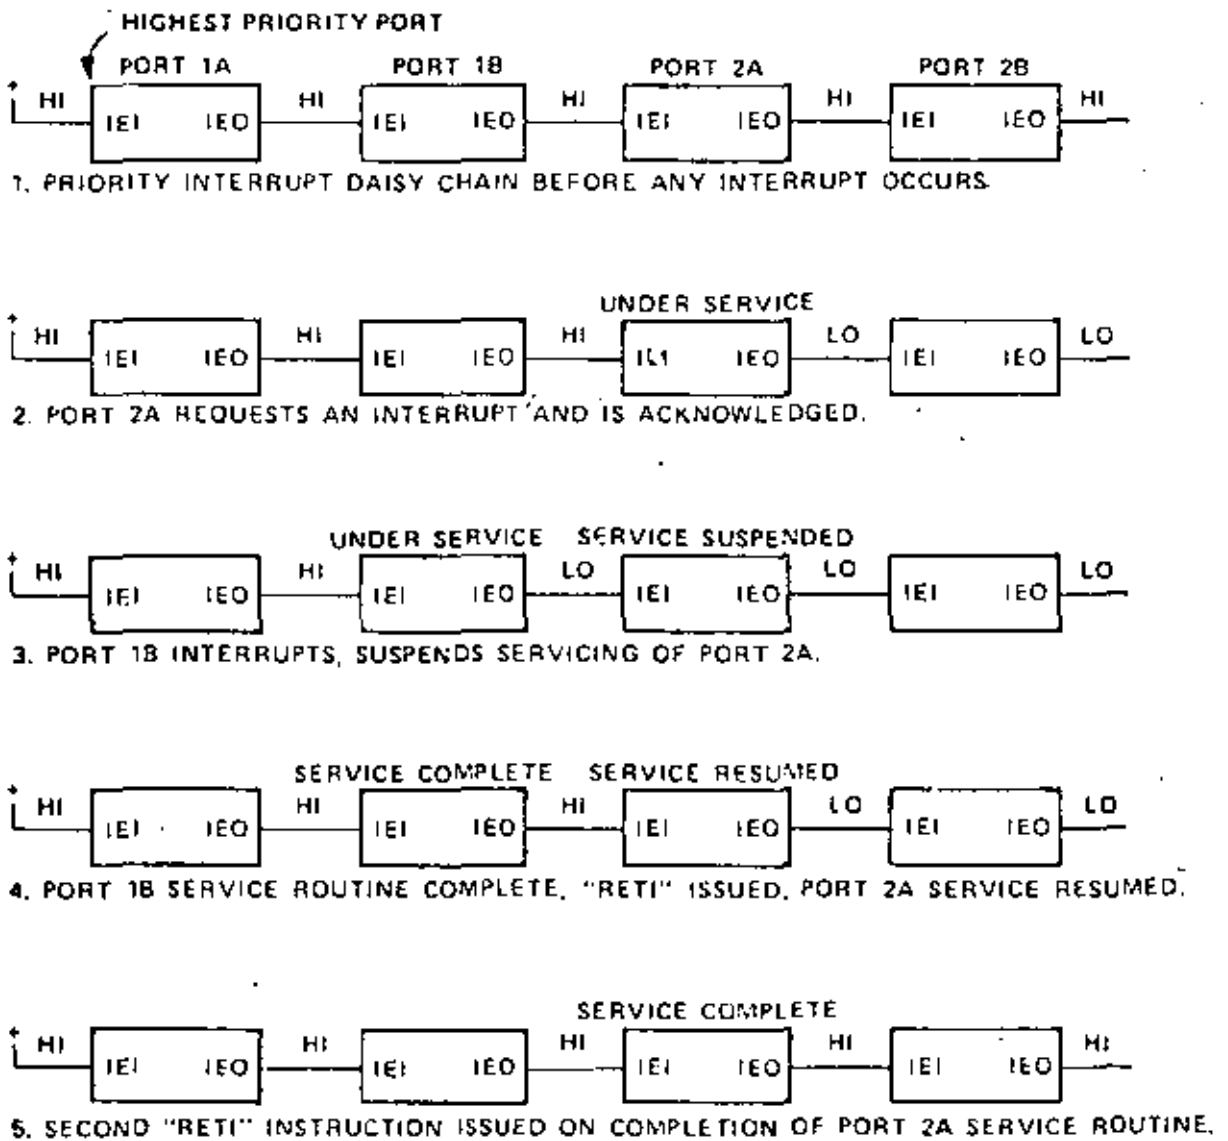 HIGHEST PRIORITY PORT
PORT 1A PORT 1B PORT 2A PORT 2B
+ HI HI HI HI HI
IEI IEO IEI IEO IEI IEO IEI IEO
1. PRIORITY INTERRUPT DAISY CHAIN BEFORE ANY INTERRUPT OCCURS.
UNDER SERVICE
+ HI HI HI LO LO
IEI IEO IEI IEO IEI IEO IEI IEO
2. PORT 2A REQUESTS AN INTERRUPT AND IS ACKNOWLEDGED.
UNDER SERVICE SERVICE SUSPENDED
+ HI HI LO LO LO
IEI IEO IEI IEO IEI IEO IEI IEO
3. PORT 1B INTERRUPTS, SUSPENDS SERVICING OF PORT 2A.
SERVICE COMPLETE SERVICE RESUMED
+ HI HI HI LO LO
IEI IEO IEI IEO IEI IEO IEI IEO
4. PORT 1B SERVICE ROUTINE COMPLETE, "RETI" ISSUED, PORT 2A SERVICE RESUMED.
SERVICE COMPLETE
+ HI HI HI HI HI
IEI IEO IEI IEO IEI IEO IEI IEO
5. SECOND "RETI" INSTRUCTION ISSUED ON COMPLETION OF PORT 2A SERVICE ROUTINE.